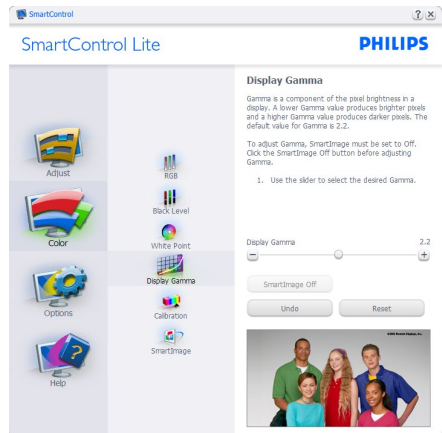 SmartControl
SmartControl Lite
PHILIPS
Adjust
Color
Options
Help
RGB
Black Level
White Point
Display Gamma
Calibration
SmartImage
Display Gamma
Gamma is a component of the pixel brightness in a
display. A lower Gamma value produces brighter pixels
and a higher Gamma value produces darker pixels. The
default value for Gamma is 2.2.
To adjust Gamma, SmartImage must be set to Off.
Click the SmartImage Off button before adjusting
Gamma.
1. Use the slider to select the desired Gamma.
Display Gamma 2.2
SmartImage Off
Undo Reset